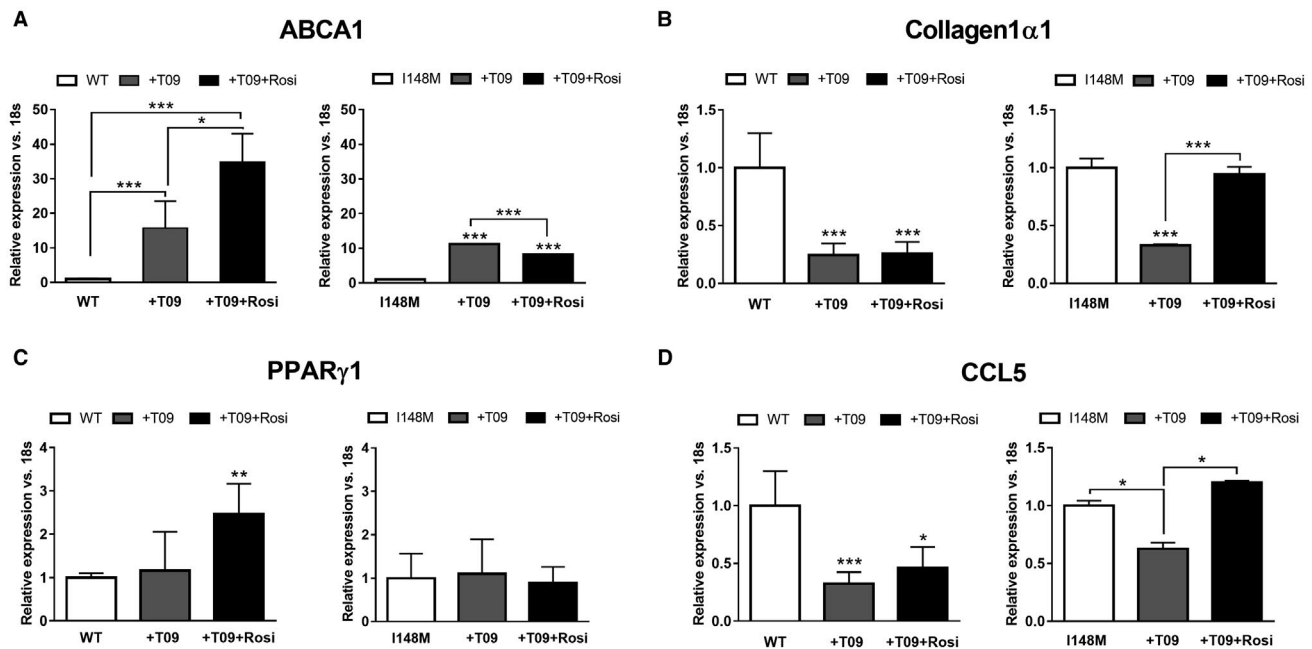 A
ABCA1
WT +T09 +T09+Rosi
Relative expression vs. 18s
50
40
30
20
10
0
***
*
***
WT +T09 +T09+Rosi
I148M +T09 +T09+Rosi
Relative expression vs. 18s
50
40
30
20
10
0
***
*** ***
I148M +T09 +T09+Rosi
B
Collagen1α1
WT +T09 +T09+Rosi
Relative expression vs. 18s
1.5
1.0
0.5
0.0
*** ***
WT +T09 +T09+Rosi
I148M +T09 +T09+Rosi
Relative expression vs. 18s
1.5
1.0
0.5
0.0
***
***
I148M +T09 +T09+Rosi
C
PPARγ1
WT +T09 +T09+Rosi
Relative expression vs. 18s
4
3
2
1
0
**
WT +T09 +T09+Rosi
I148M +T09 +T09+Rosi
Relative expression vs. 18s
4
3
2
1
0
I148M +T09 +T09+Rosi
D
CCL5
WT +T09 +T09+Rosi
Relative expression vs. 18s
1.5
1.0
0.5
0.0
*** *
WT +T09 +T09+Rosi
I148M +T09 +T09+Rosi
Relative expression vs. 18s
1.5
1.0
0.5
0.0
*
*
I148M +T09 +T09+Rosi